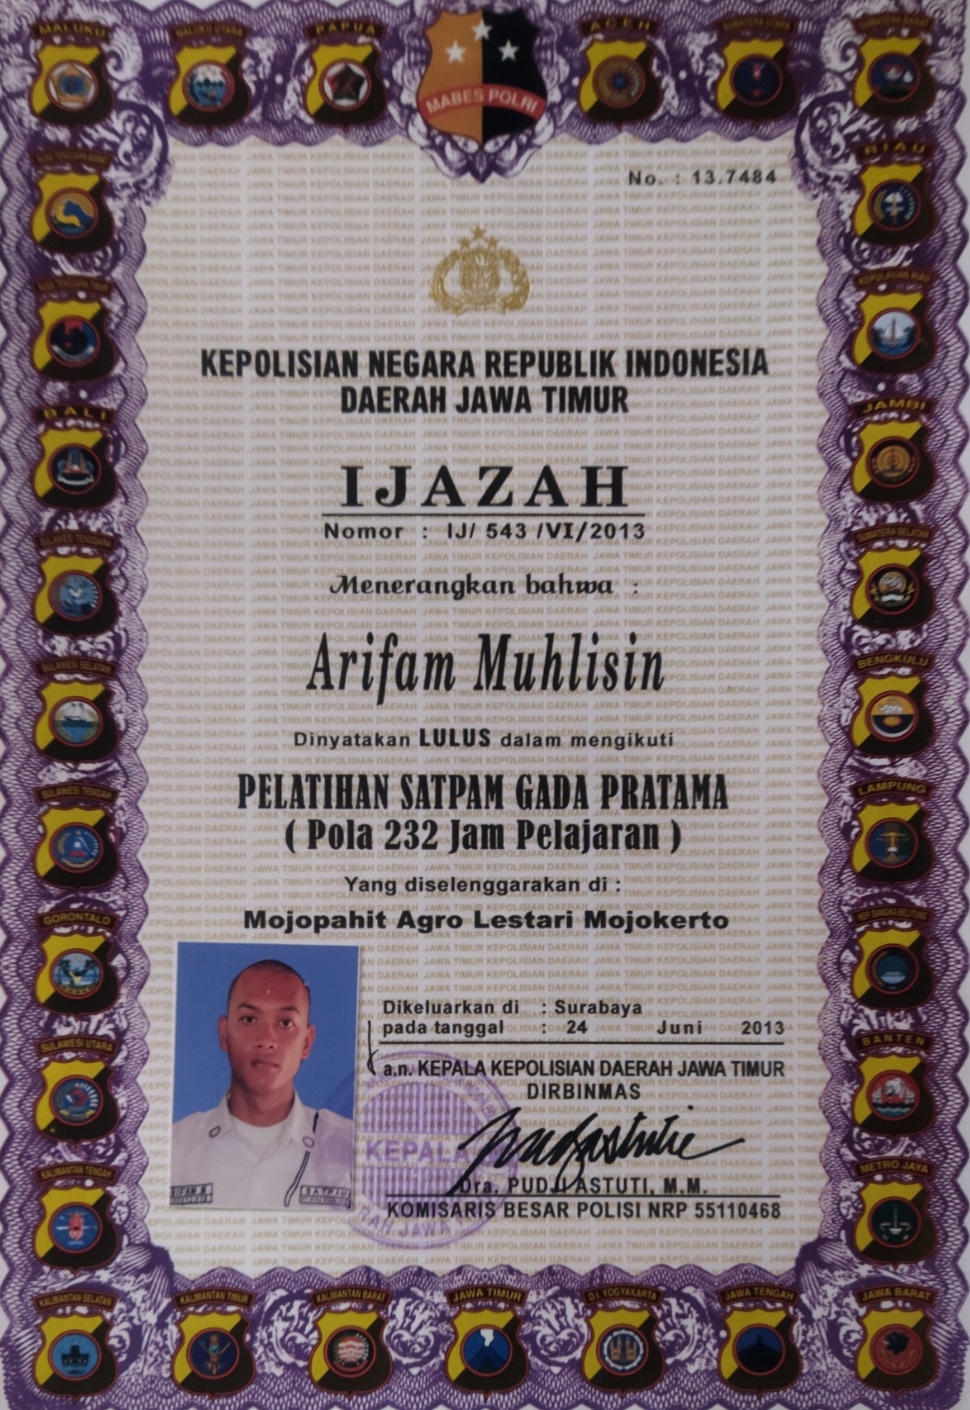 MALUKU
MALUKU UTARA
PAPUA
MABES POLRI
ACEH
SUMATERA UTARA
SUMATERA BARAT
No. : 13.7484
RIAU
KEPULAUAN RIAU
KEPOLISIAN NEGARA REPUBLIK INDONESIA
DAERAH JAWA TIMUR
BALI
JAMBI
IJAZAH
Nomor : IJ/ 543 /VI/2013
SULAWESI TENGGARA
SUMATERA SELATAN
Menerangkan bahwa :
Arifam Muhlisin
SULAWESI SELATAN
BENGKULU
Dinyatakan LULUS dalam mengikuti
PELATIHAN SATPAM GADA PRATAMA
SULAWESI TENGAH
LAMPUNG
( Pola 232 Jam Pelajaran )
Yang diselenggarakan di :
Mojopahit Agro Lestari Mojokerto
GORONTALO
Dikeluarkan di : Surabaya
pada tanggal : 24 Juni 2013
SULAWESI UTARA
BANTEN
a.n. KEPALA KEPOLISIAN DAERAH JAWA TIMUR
DIRBINMAS
KEPALA
Dra. PUDJI ASTUTI, M.M.
KOMISARIS BESAR POLISI NRP 55110468
SATPAM
KALIMANTAN TENGAH
METRO JAYA
KALIMANTAN SELATAN
KALIMANTAN TIMUR
KALIMANTAN BARAT
JAWA TIMUR
D.I. YOGYAKARTA
JAWA TENGAH
JAWA BARAT